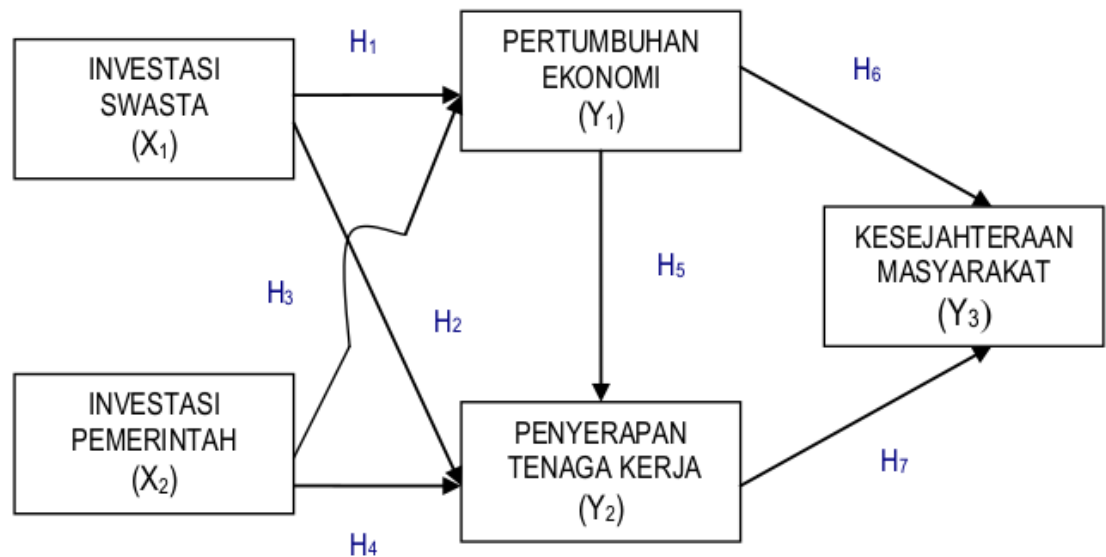 INVESTASI
SWASTA
(X₁)
H₁
PERTUMBUHAN
EKONOMI
(Y₁)
H₆
H₃
H₂
H₅
KESEJAHTERAAN
MASYARAKAT
(Y₃)
INVESTASI
PEMERINTAH
(X₂)
H₄
PENYERAPAN
TENAGA KERJA
(Y₂)
H₇